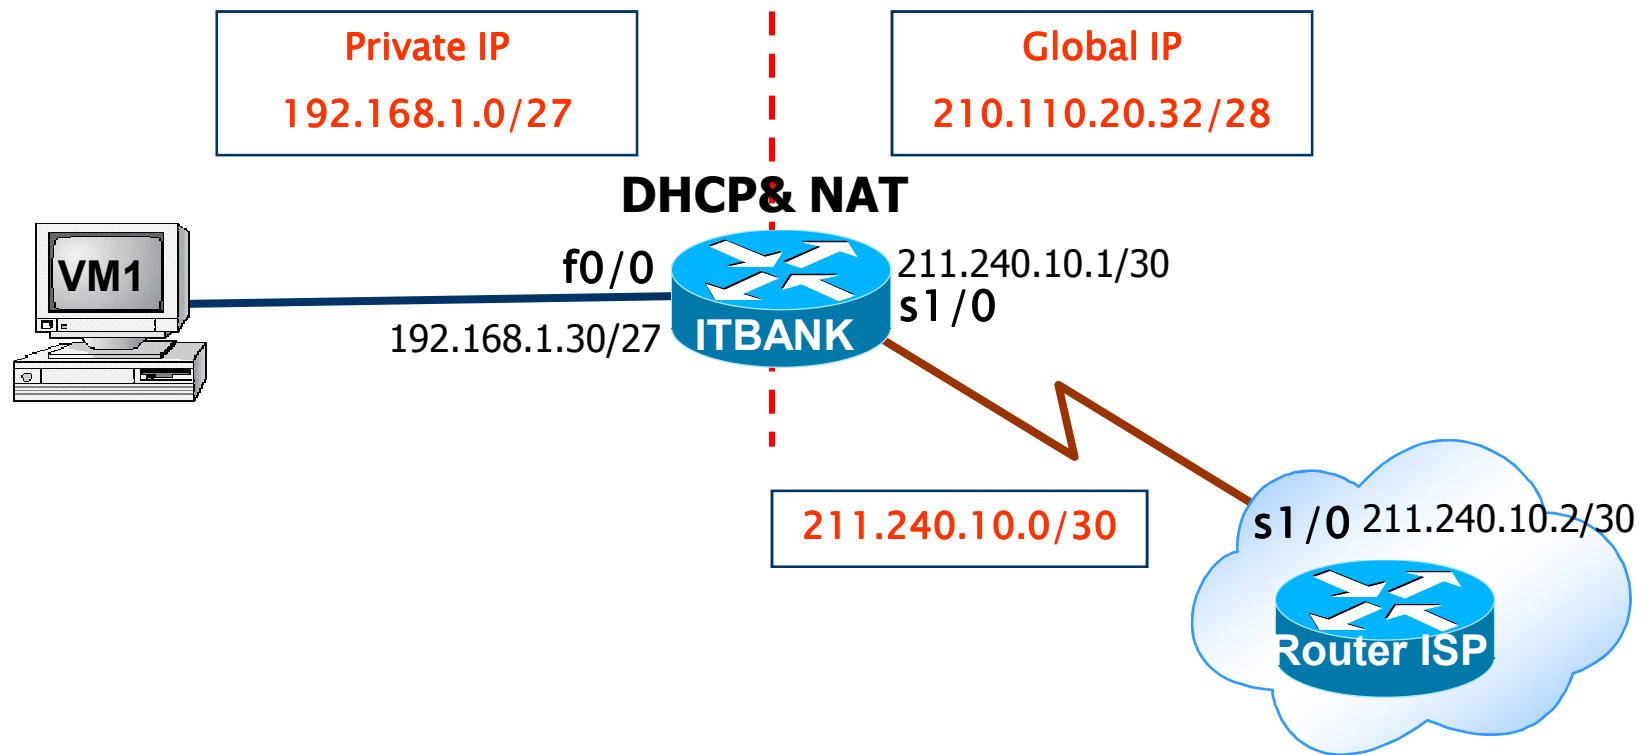 Private IP
192.168.1.0/27
Global IP
210.110.20.32/28
DHCP& NAT
VM1
f0/0
192.168.1.30/27
ITBANK
211.240.10.1/30
s1/0
211.240.10.0/30
s1/0 211.240.10.2/30
Router ISP